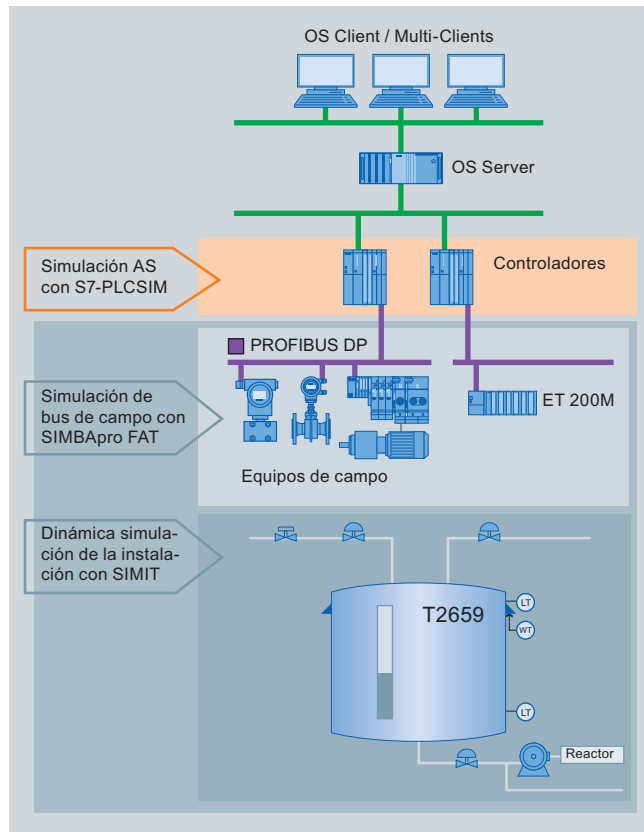 OS Client / Multi-Clients
OS Server
Simulación AS
con S7-PLCSIM
Controladores
PROFIBUS DP
Simulación de
bus de campo con
SIMBApro FAT
ET 200M
Equipos de campo
Dinámica simula-
ción de la instala-
ción con SIMIT
T2659
LT
WT
LT
Reactor